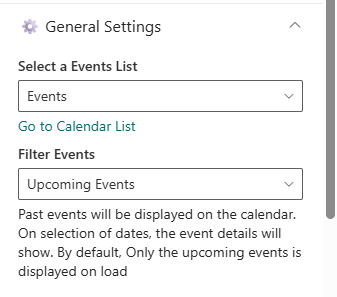 General Settings
Select a Events List
Events
Go to Calendar List
Filter Events
Upcoming Events
Past events will be displayed on the calendar.
On selection of dates, the event details will
show. By default, Only the upcoming events is
displayed on load